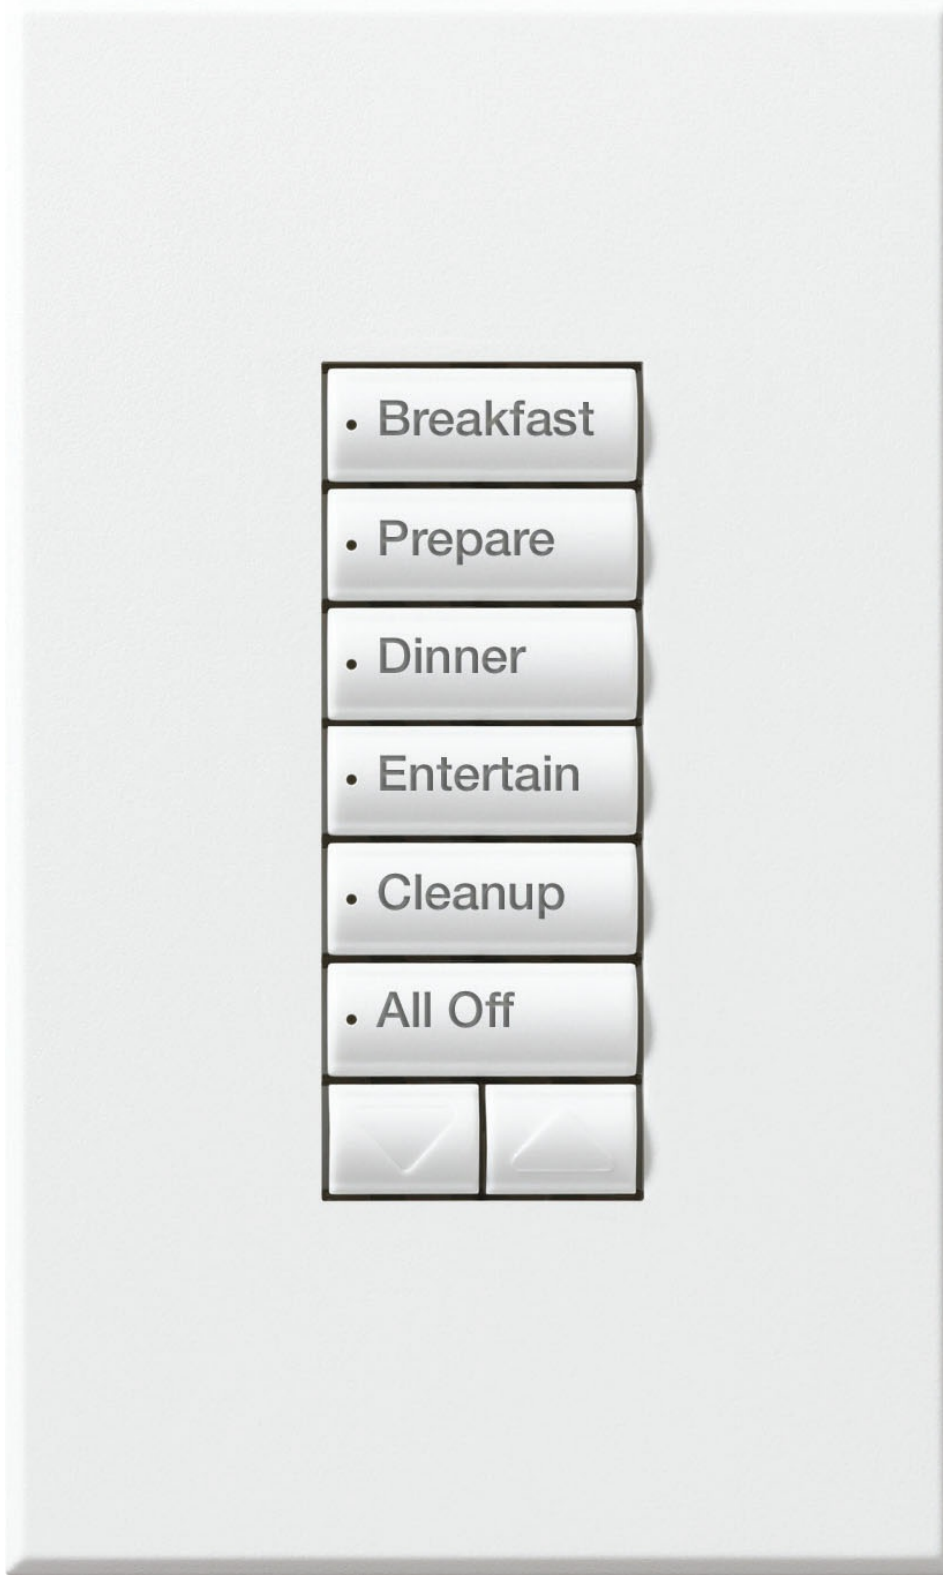 Breakfast
Prepare
Dinner
Entertain
Cleanup
All Off